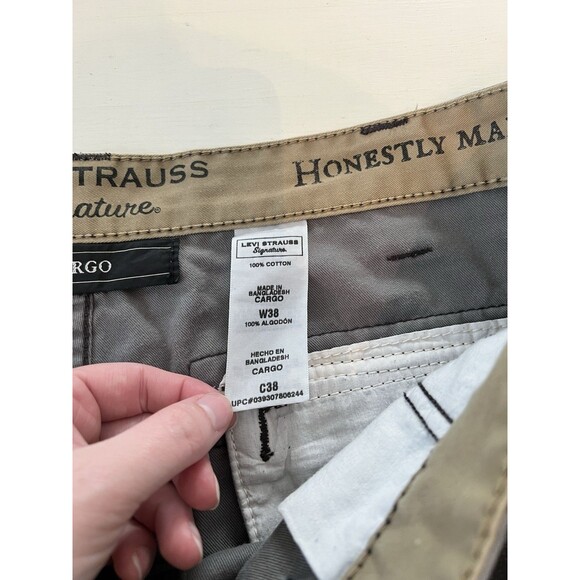 TRAUSS
HONESTLY MA
nature®
RGO
LEVI STRAUSS
Signature
100% COTTON
MADE IN
BANGLADESH
CARGO
W38
100% ALGODÓN
HECHO EN
BANGLADESH
CARGO
C38
UPC#039307806244